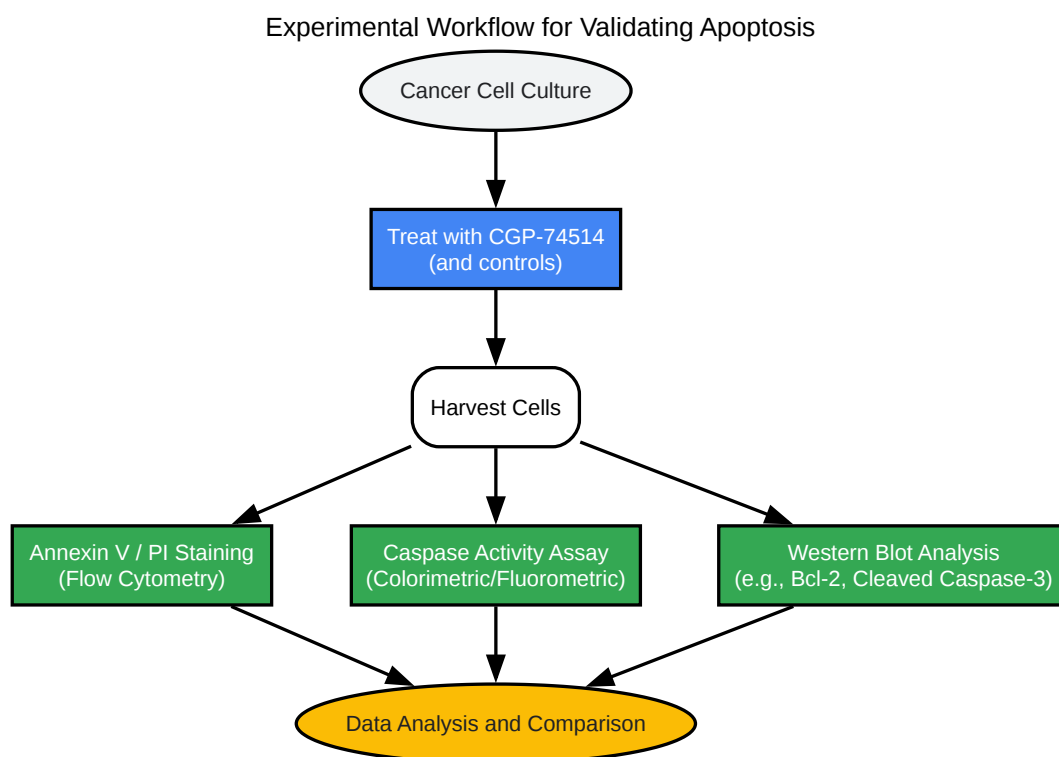 Experimental Workflow for Validating Apoptosis
Cancer Cell Culture
Treat with CGP-74514
(and controls)
Harvest Cells
Annexin V / PI Staining
(Flow Cytometry)
Caspase Activity Assay
(Colorimetric/Fluorometric)
Western Blot Analysis
(e.g., Bcl-2, Cleaved Caspase-3)
Data Analysis and Comparison